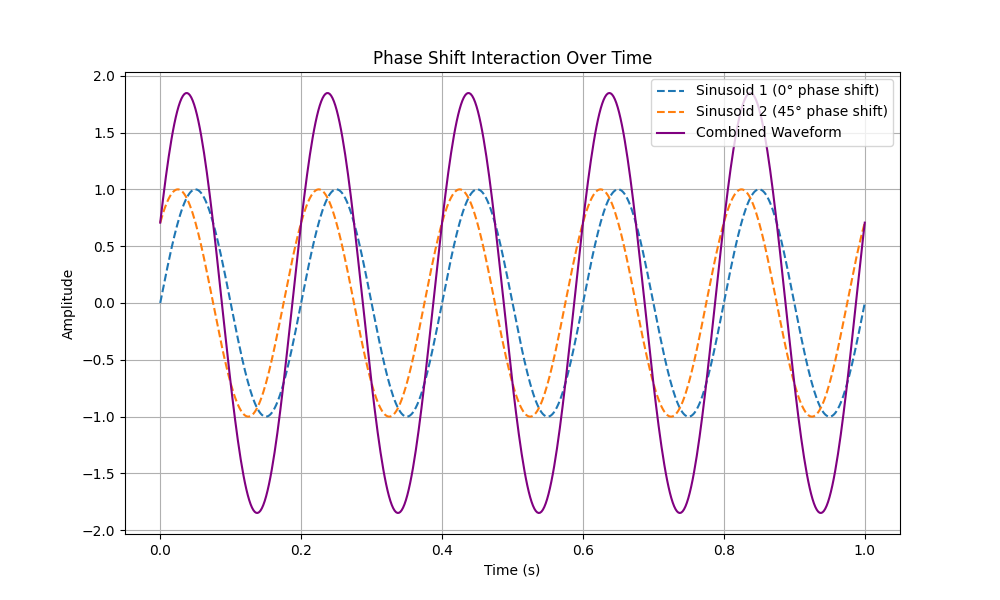 Phase Shift Interaction Over Time
Sinusoid 1 (0° phase shift)
Sinusoid 2 (45° phase shift)
Combined Waveform
2.0
1.5
1.0
0.5
0.0
−0.5
−1.0
−1.5
−2.0
Amplitude
0.0 0.2 0.4 0.6 0.8 1.0
Time (s)